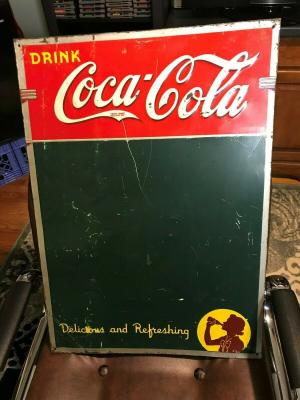 DRINK
Coca-Cola
Delicious and Refreshing